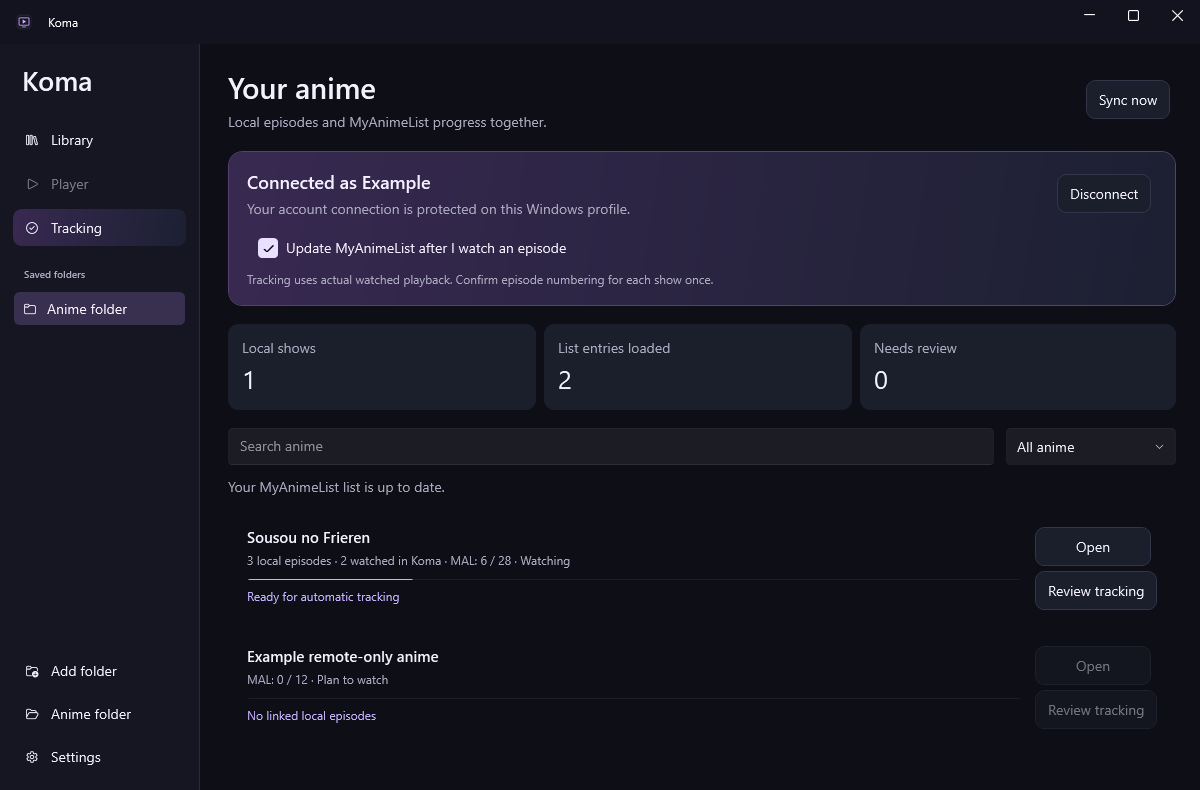 Koma
Koma
Library
Player
Tracking
Saved folders
Anime folder
Add folder
Anime folder
Settings
Your anime
Local episodes and MyAnimeList progress together.
Sync now
Connected as Example
Your account connection is protected on this Windows profile.
Disconnect
Update MyAnimeList after I watch an episode
Tracking uses actual watched playback. Confirm episode numbering for each show once.
Local shows
1
List entries loaded
2
Needs review
0
Search anime
All anime
Your MyAnimeList list is up to date.
Sousou no Frieren
3 local episodes · 2 watched in Koma · MAL: 6 / 28 · Watching
Ready for automatic tracking
Open
Review tracking
Example remote-only anime
MAL: 0 / 12 · Plan to watch
No linked local episodes
Open
Review tracking